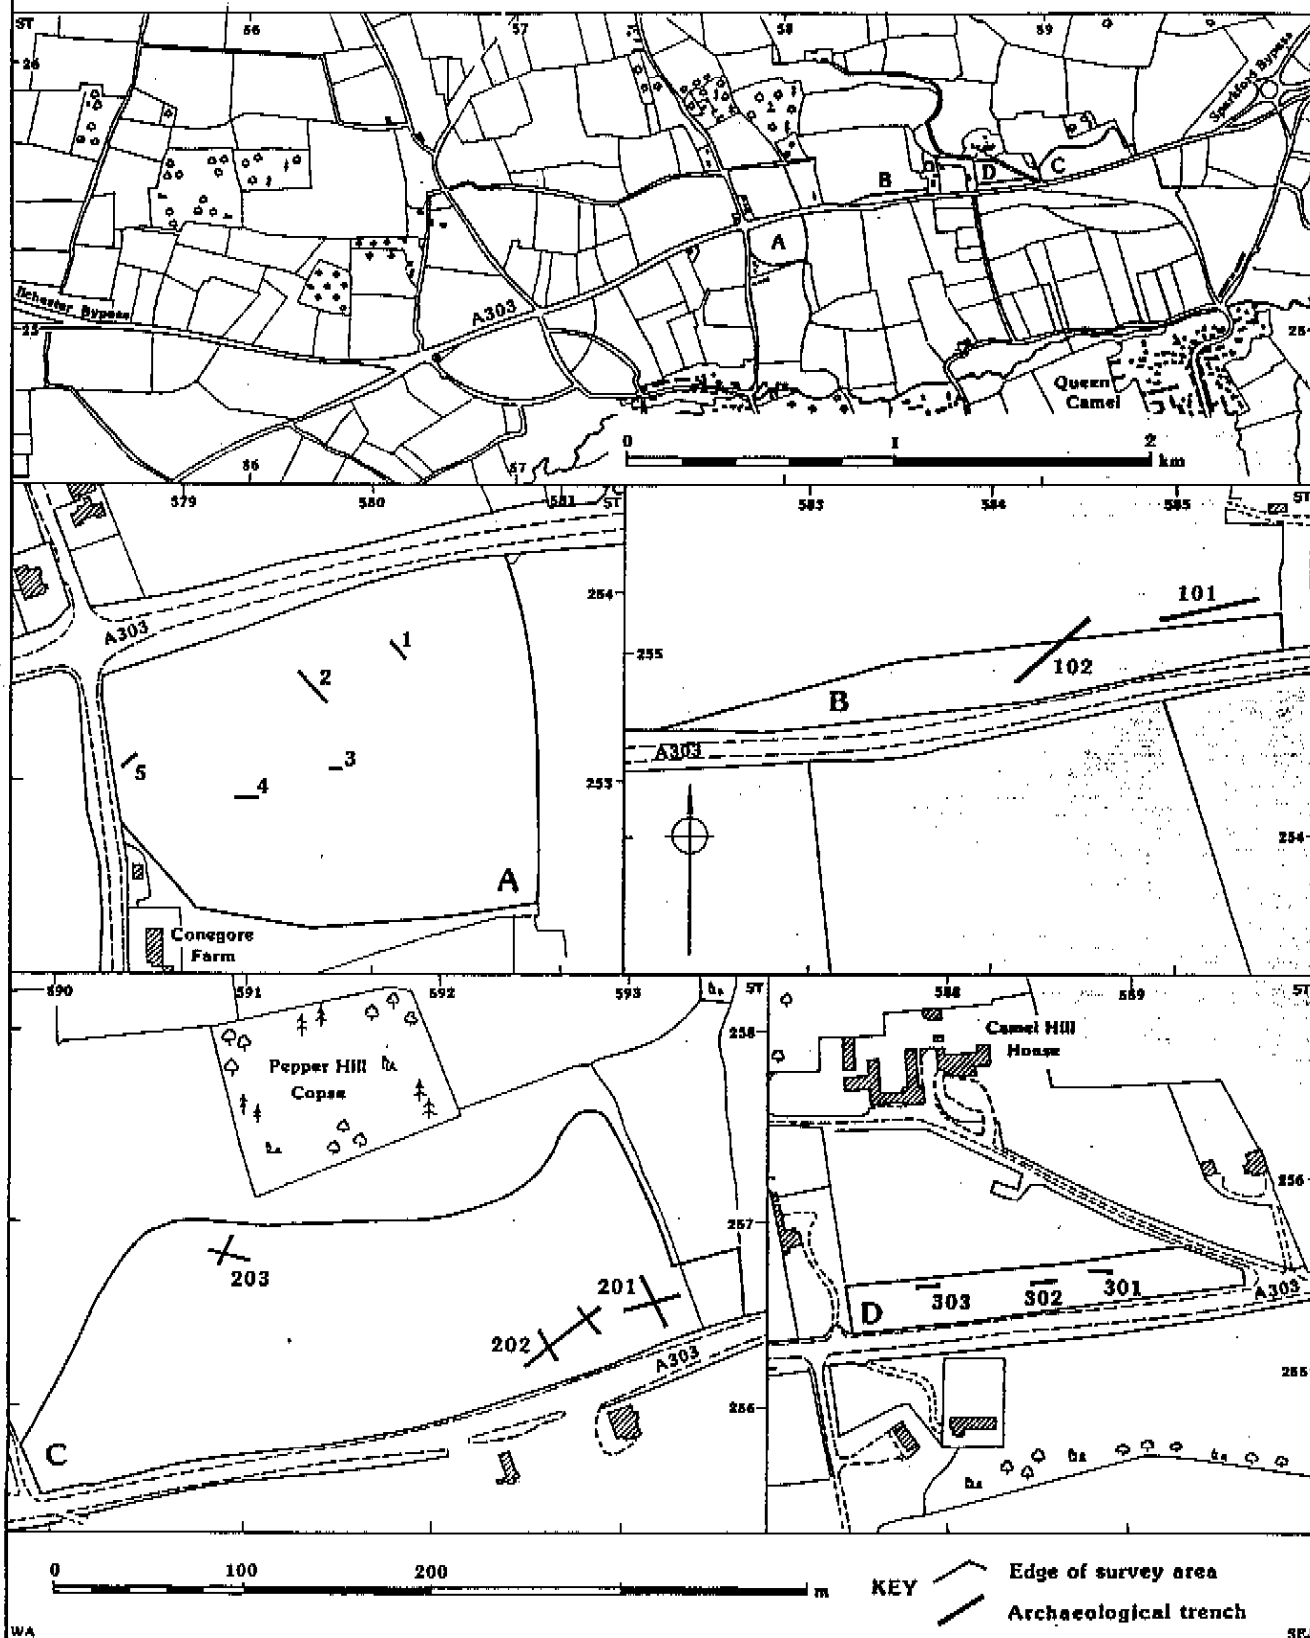 ST 56 57 58 59
26
Sparkford Bypass
C
D
B
A
Ilchester Bypass
A303
25 25
Queen
Camel
56 57
0 1 2
km
579 580 581 ST
583 584 585 ST
254
101
A303
1
255
102
2
B
3
A303
5
4
253
254
A
Conegore
Farm
590 591 592 593 ST
588 589 ST
258
Camel Hill
House
Pepper Hill
Copse
256
257
203
201
303 302 301
A303
D
202
A303
255
256
C
0 100 200
m
KEY
Edge of survey area
Archaeological trench
WA